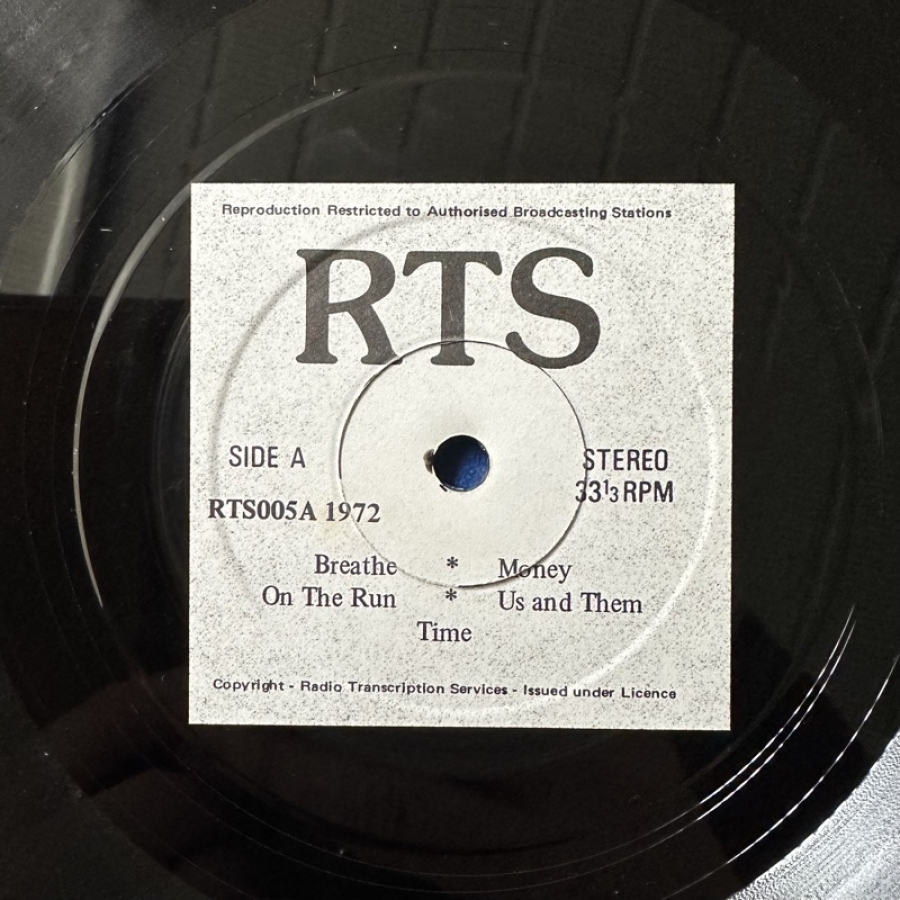 Reproduction Restricted to Authorised Broadcasting Stations
RTS
SIDE A
STEREO
33⅓ RPM
RTS005A 1972
Breathe * Money
On The Run * Us and Them
Time
Copyright - Radio Transcription Services - Issued under Licence